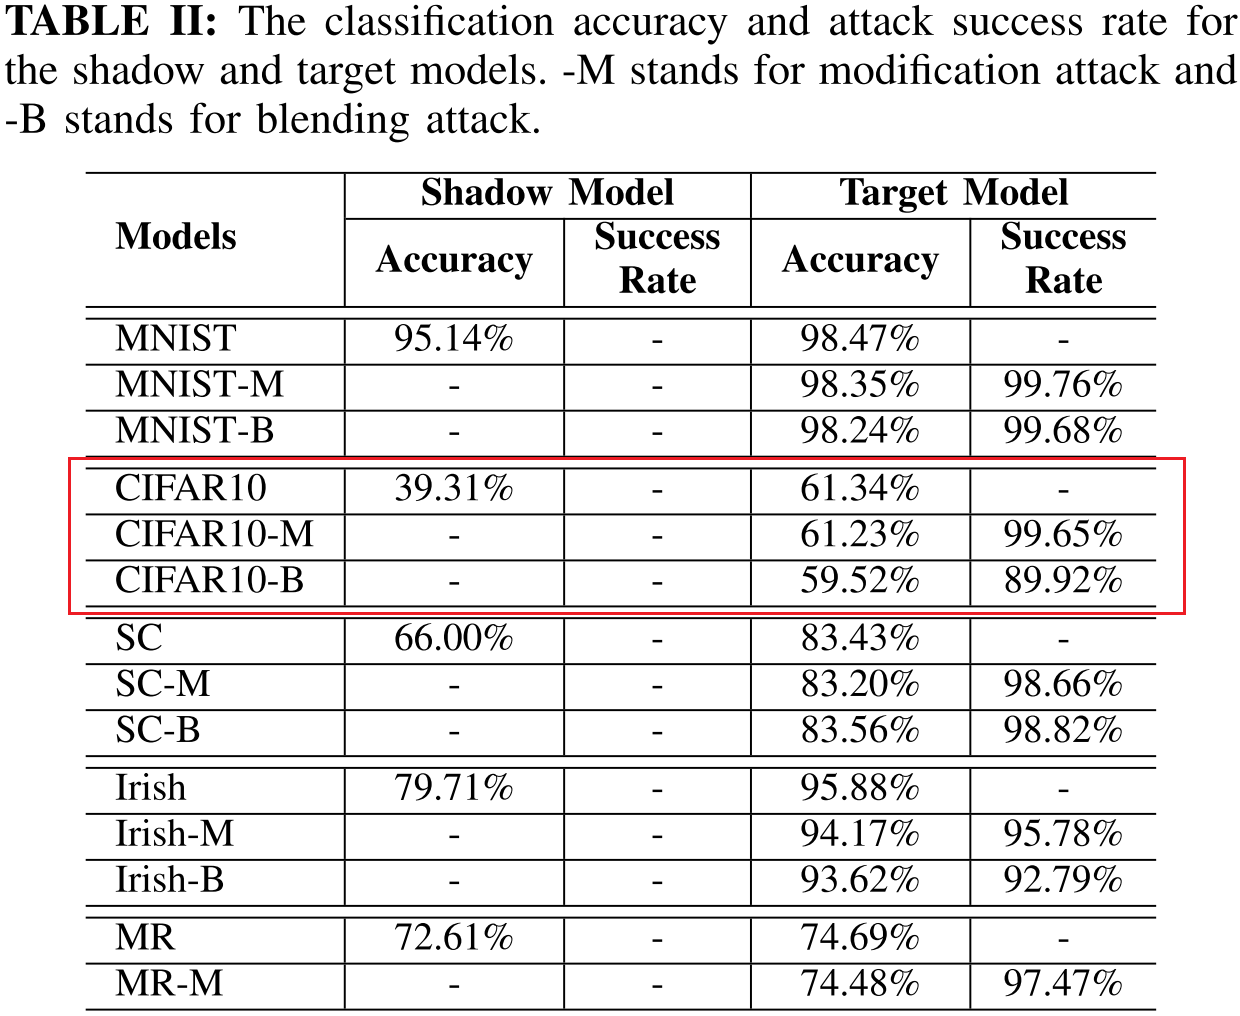 TABLE II: The classification accuracy and attack success rate for
the shadow and target models. -M stands for modification attack and
-B stands for blending attack.
Models Shadow Model Target Model
Accuracy Success Rate Accuracy Success Rate
MNIST 95.14% - 98.47% -
MNIST-M - - 98.35% 99.76%
MNIST-B - - 98.24% 99.68%
CIFAR10 39.31% - 61.34% -
CIFAR10-M - - 61.23% 99.65%
CIFAR10-B - - 59.52% 89.92%
SC 66.00% - 83.43% -
SC-M - - 83.20% 98.66%
SC-B - - 83.56% 98.82%
Irish 79.71% - 95.88% -
Irish-M - - 94.17% 95.78%
Irish-B - - 93.62% 92.79%
MR 72.61% - 74.69% -
MR-M - - 74.48% 97.47%